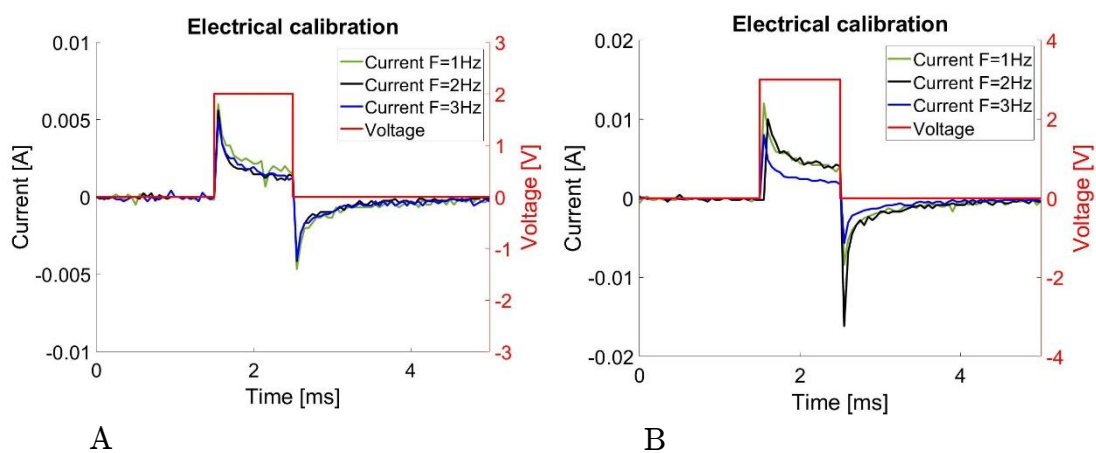 Electrical calibration
0.01
0.005
0
-0.005
-0.01
Current [A]
3
2
1
0
-1
-2
-3
Voltage [V]
Current F=1Hz
Current F=2Hz
Current F=3Hz
Voltage
0
2
4
Time [ms]
A
Electrical calibration
0.02
0.01
0
-0.01
-0.02
Current [A]
4
2
0
-2
-4
Voltage [V]
Current F=1Hz
Current F=2Hz
Current F=3Hz
Voltage
0
2
4
Time [ms]
B